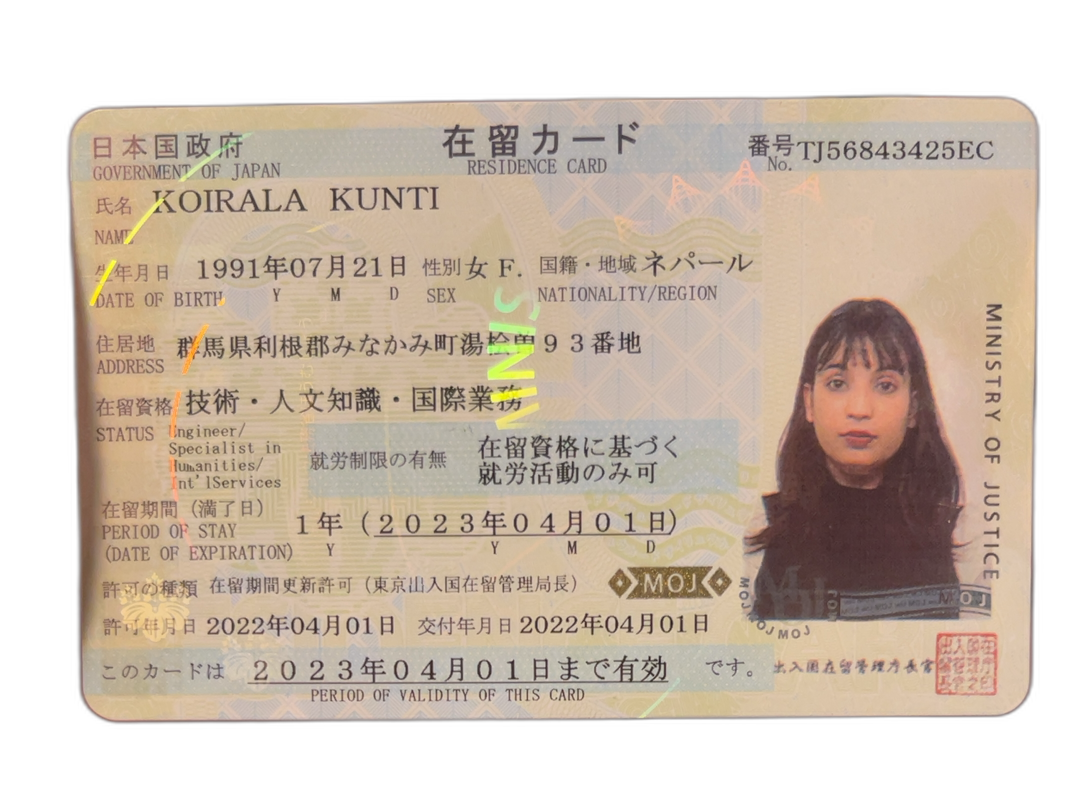 日本国政府
GOVERNMENT OF JAPAN
在留カード
RESIDENCE CARD
番号 TJ56843425EC
No.
氏名 KOIRALA KUNTI
NAME
生年月日 1991年07月21日 性別 女 F. 国籍・地域 ネパール
DATE OF BIRTH Y M D SEX NATIONALITY/REGION
住居地 群馬県利根郡みなかみ町湯桧曽93番地
ADDRESS
在留資格 技術・人文知識・国際業務
STATUS Engineer/
Specialist in
Humanities/
Int'lServices
就労制限の有無
在留資格に基づく
就労活動のみ可
在留期間(満了日)
PERIOD OF STAY
(DATE OF EXPIRATION)
1年(2023年04月01日)
Y Y M D
許可の種類 在留期間更新許可(東京出入国在留管理局長)
MOJ
許可年月日 2022年04月01日 交付年月日 2022年04月01日
このカードは 2023年04月01日まで有効 です。
PERIOD OF VALIDITY OF THIS CARD
MINISTRY OF JUSTICE
MOJ
MOJ
MOJ MOJ
出入国在留管理庁長官